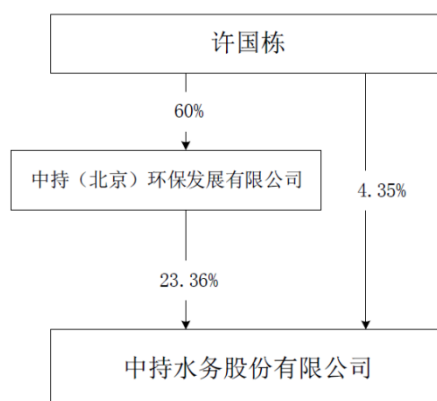 许国栋
60%
中持（北京）环保发展有限公司
4.35%
23.36%
中持水务股份有限公司